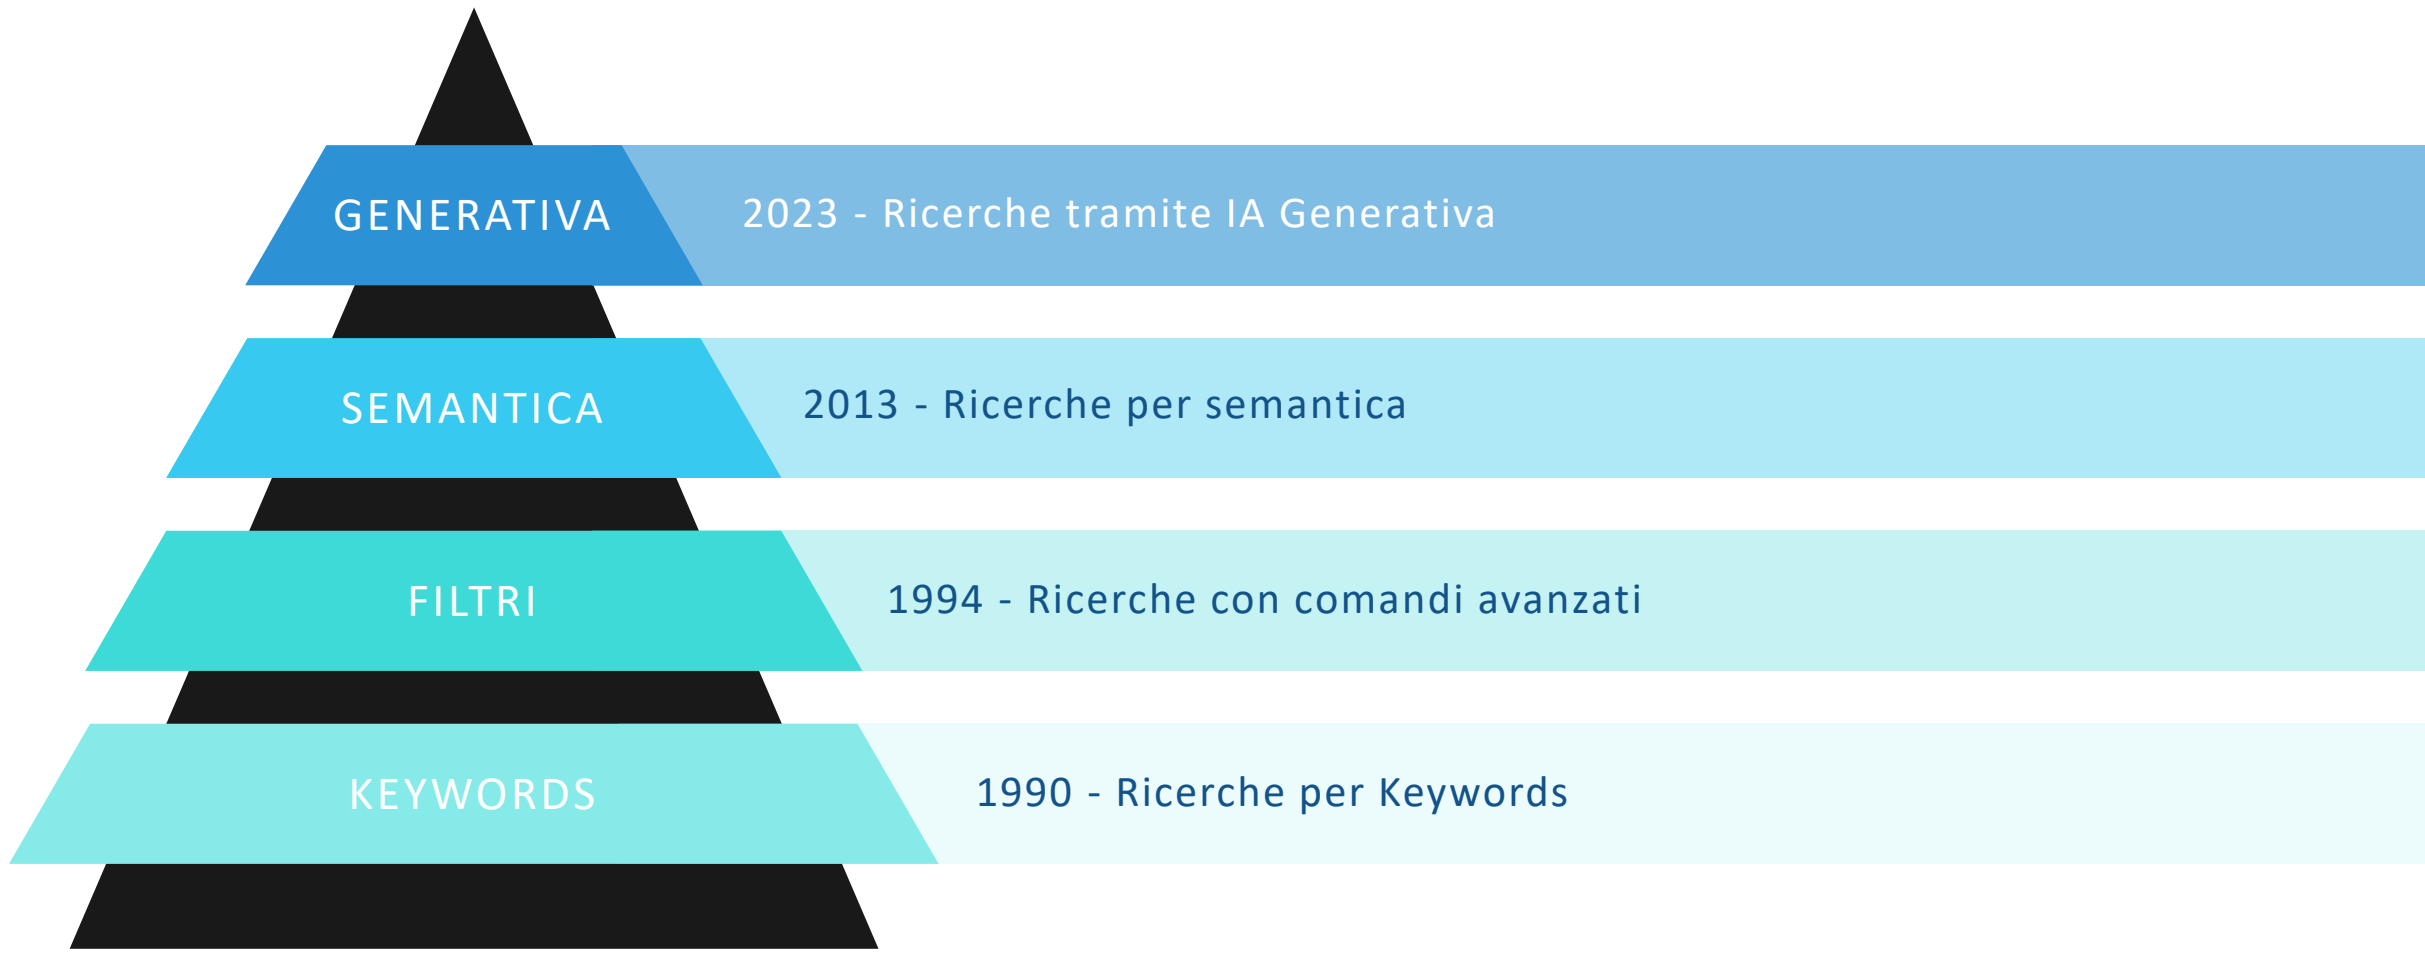 GENERATIVA
2023 - Ricerche tramite IA Generativa
SEMANTICA
2013 - Ricerche per semantica
FILTRI
1994 - Ricerche con comandi avanzati
KEYWORDS
1990 - Ricerche per Keywords